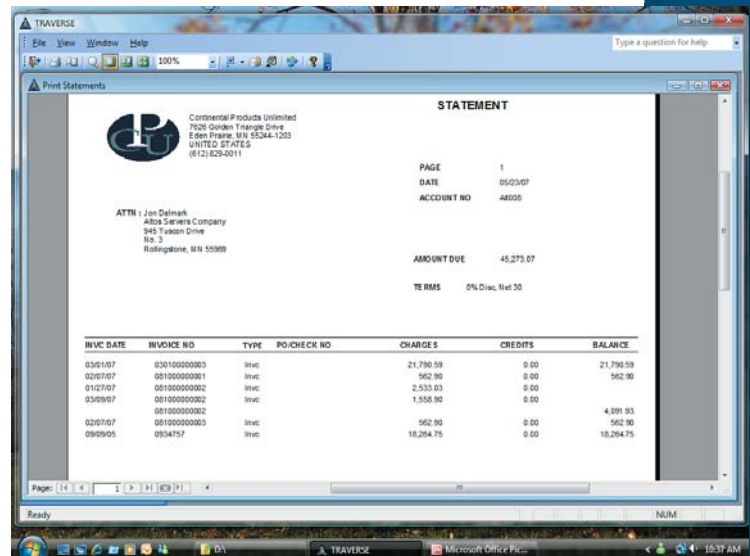 TRAVERSE
File View Window Help
Type a question for help
100%
Print Statements
CPU
Continental Products Unlimited
7626 Golden Triangle Drive
Eden Prairie, MN 55244-1203
UNITED STATES
(612) 829-0011
STATEMENT
PAGE 1
DATE 05/23/07
ACCOUNT NO
ATTN : Jon Dalmark
Altos Servers Company
945 Tuscon Drive
No. 3
Rollingstone, MN 55969
AMOUNT DUE 45,273.07
TERMS 0% Disc, Net 30
INVC DATE INVOICE NO TYPE PO/CHECK NO CHARGES CREDITS BALANCE
03/01/07 030100000003 Invc 21,790.59 0.00 21,790.59
02/07/07 081000000001 Invc 562.90 0.00 562.90
01/27/07 081000000002 Invc 2,533.03 0.00
03/09/07 081000000002 Invc 1,558.90 0.00
081000000002 4,091.93
02/07/07 081000000003 Invc 562.90 0.00 562.90
09/09/05 0934757 Invc 18,264.75 0.00 18,264.75
Page: 1
Ready NUM
D:\ TRAVERSE Microsoft Office Pic... 10:37 AM